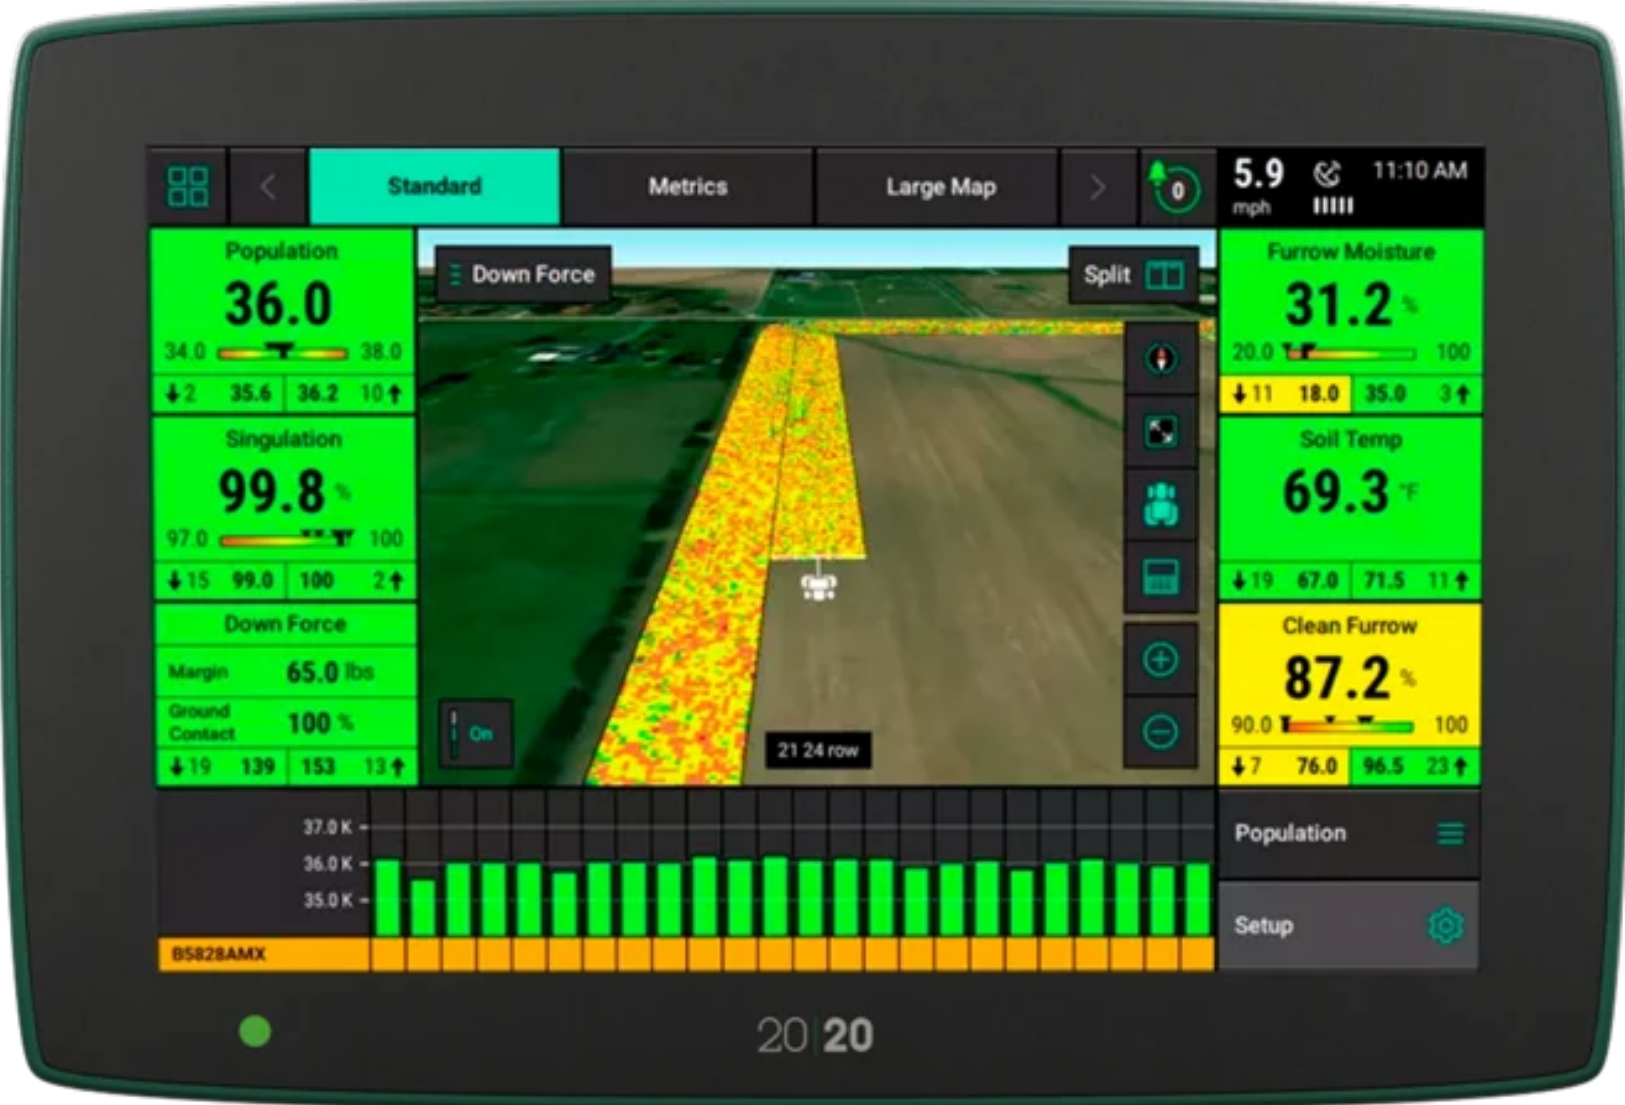 Standard
Metrics
Large Map
0
5.9
mph
11:10 AM
Population
36.0
34.0 38.0
2 35.6 36.2 10
Singulation
99.8 %
97.0 100
15 99.0 100 2
Down Force
Margin 65.0 lbs
Ground
Contact 100 %
19 139 153 13
Down Force
Split
On
21 24 row
Furrow Moisture
31.2 %
20.0 100
11 18.0 35.0 3
Soil Temp
69.3 °F
19 67.0 71.5 11
Clean Furrow
87.2 %
90.0 100
7 76.0 96.5 23
37.0 K
36.0 K
35.0 K
B5828AMX
Population
Setup
20|20